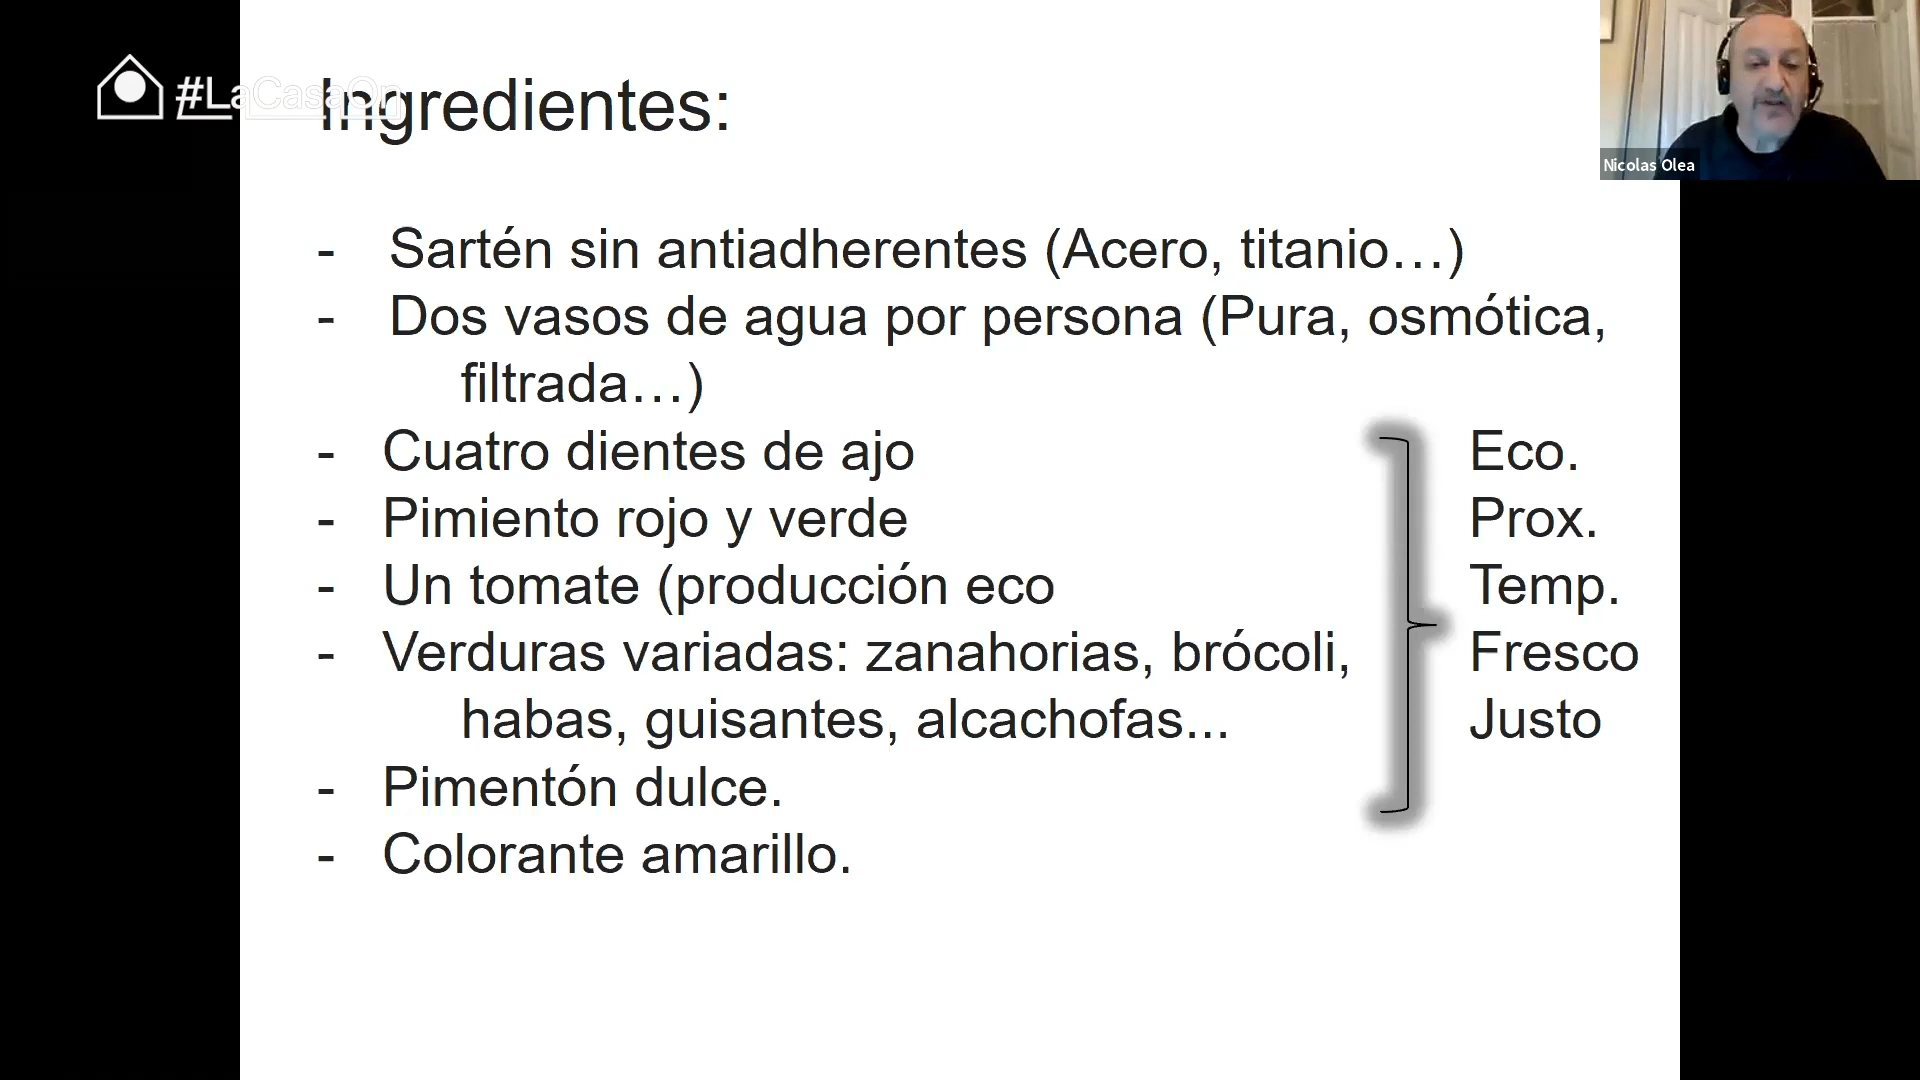 #LaCasaOn
Ingredientes:
Nicolas Olea
- Sartén sin antiadherentes (Acero, titanio…)
- Dos vasos de agua por persona (Pura, osmótica,
filtrada…)
- Cuatro dientes de ajo
- Pimiento rojo y verde
- Un tomate (producción eco
- Verduras variadas: zanahorias, brócoli,
habas, guisantes, alcachofas...
- Pimentón dulce.
- Colorante amarillo.
Eco.
Prox.
Temp.
Fresco
Justo